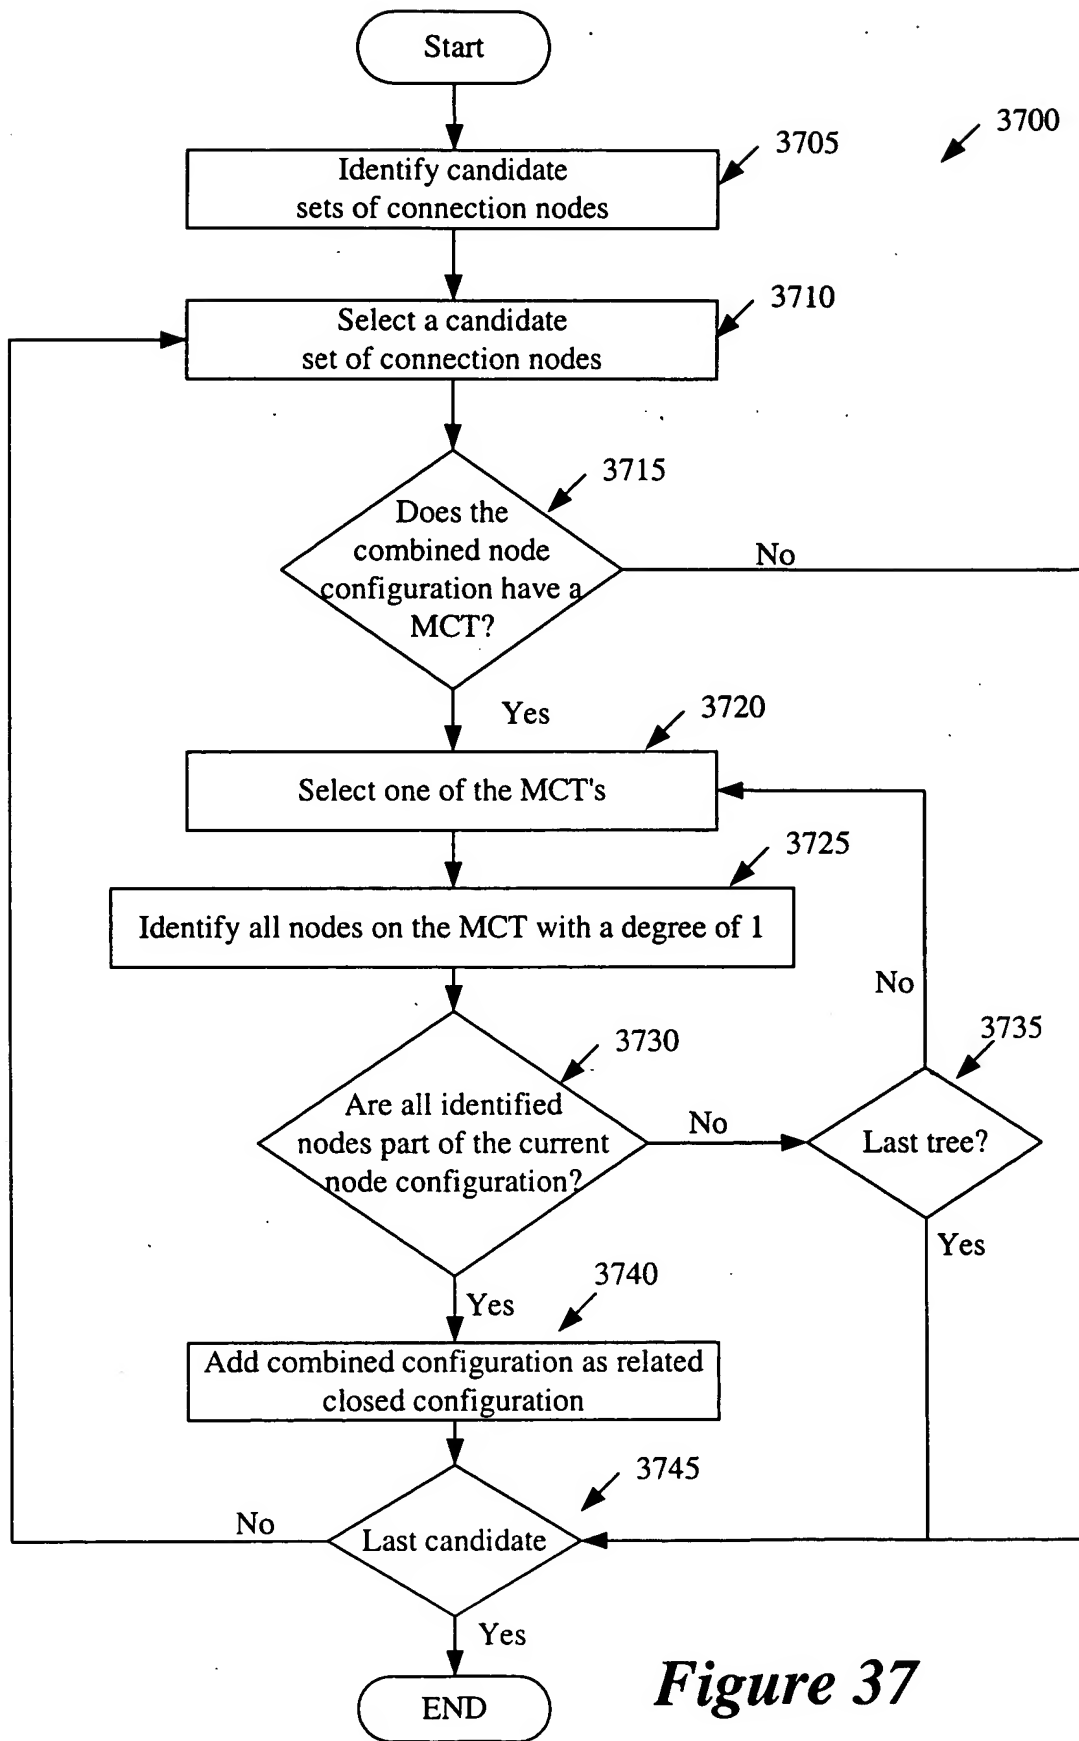 Start
3700
3705
Identify candidate
sets of connection nodes
3710
Select a candidate
set of connection nodes
3715
Does the
combined node
configuration have a
MCT?
No
Yes
3720
Select one of the MCT's
3725
Identify all nodes on the MCT with a degree of 1
No
3730
3735
Are all identified
nodes part of the current
node configuration?
No
Last tree?
Yes
3740
Yes
Add combined configuration as related
closed configuration
3745
No
Last candidate
Yes
END
Figure 37